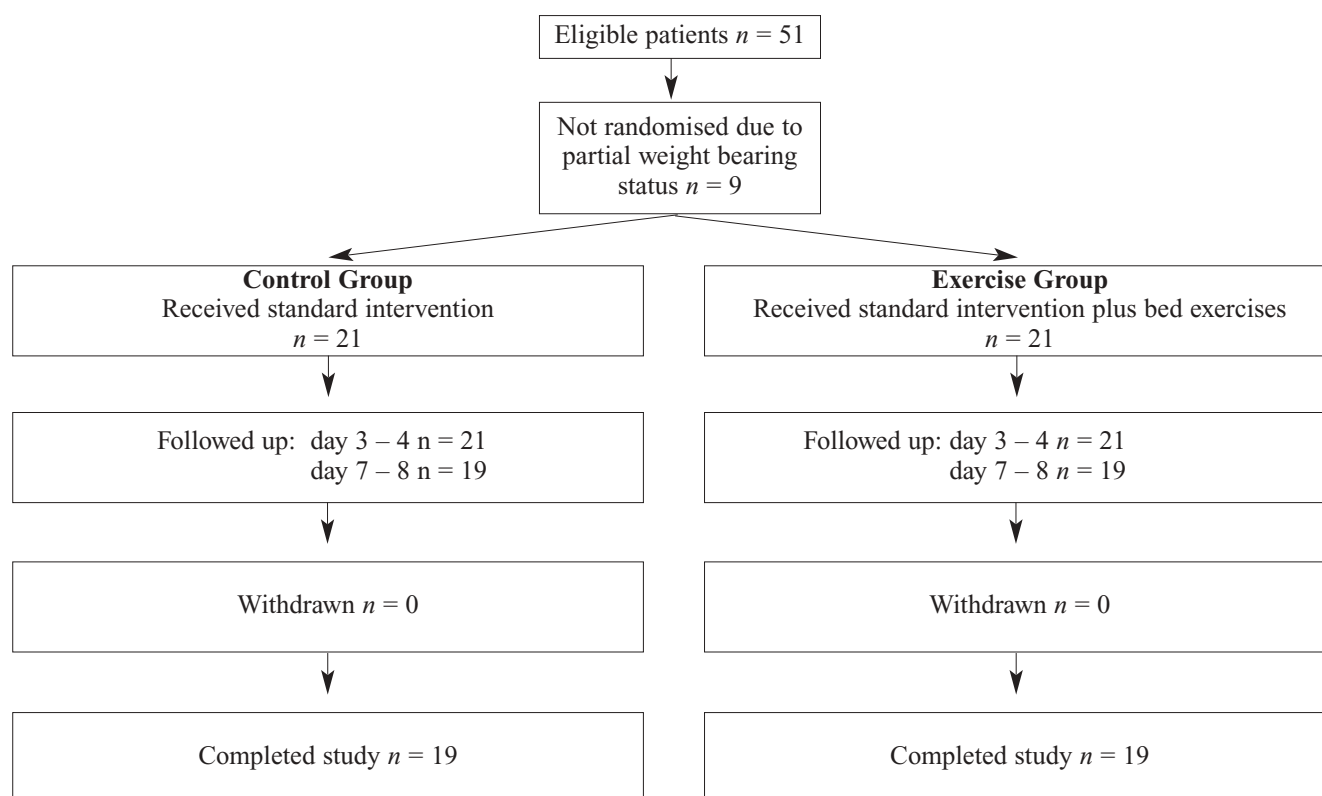 Eligible patients n = 51
Not randomised due to
partial weight bearing
status n = 9
Control Group
Received standard intervention
n = 21
Followed up: day 3 – 4 n = 21
day 7 – 8 n = 19
Withdrawn n = 0
Completed study n = 19
Exercise Group
Received standard intervention plus bed exercises
n = 21
Followed up: day 3 – 4 n = 21
day 7 – 8 n = 19
Withdrawn n = 0
Completed study n = 19